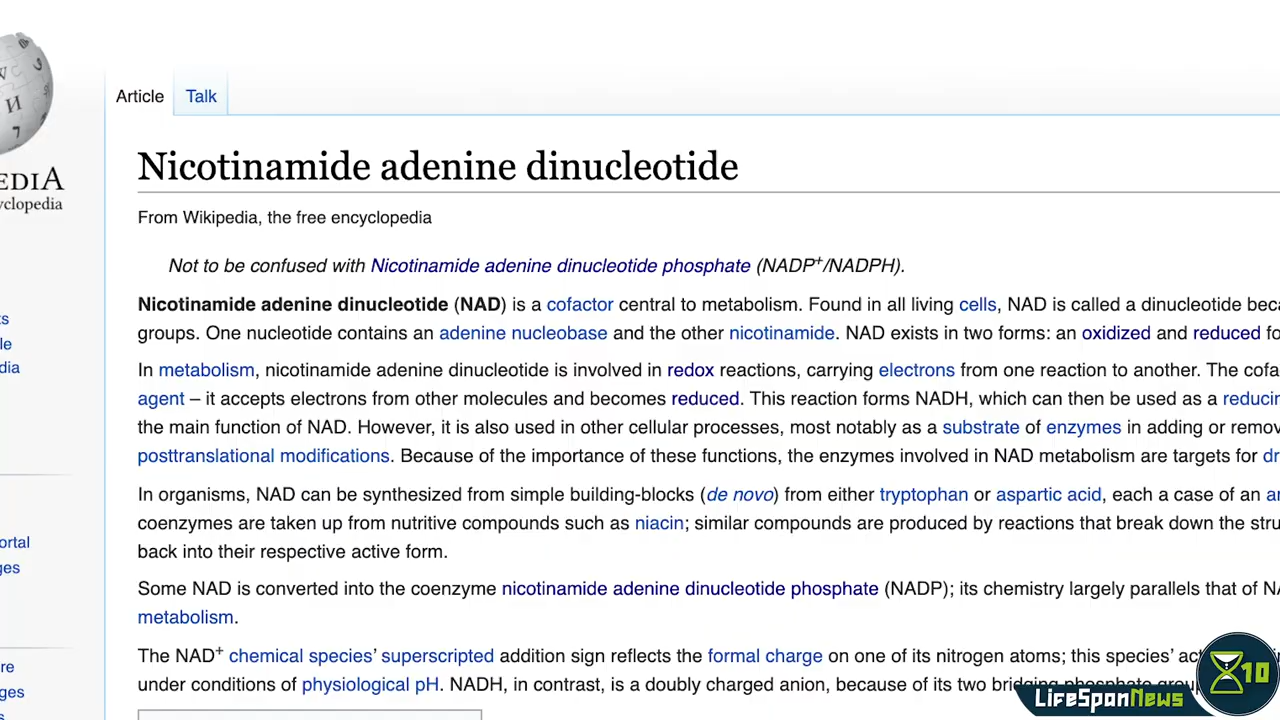 Article Talk
Nicotinamide adenine dinucleotide
EDIA
yclopedia
From Wikipedia, the free encyclopedia
Not to be confused with Nicotinamide adenine dinucleotide phosphate (NADP+/NADPH).
Nicotinamide adenine dinucleotide (NAD) is a cofactor central to metabolism. Found in all living cells, NAD is called a dinucleotide beca
groups. One nucleotide contains an adenine nucleobase and the other nicotinamide. NAD exists in two forms: an oxidized and reduced fo
In metabolism, nicotinamide adenine dinucleotide is involved in redox reactions, carrying electrons from one reaction to another. The cofa
agent – it accepts electrons from other molecules and becomes reduced. This reaction forms NADH, which can then be used as a reducin
the main function of NAD. However, it is also used in other cellular processes, most notably as a substrate of enzymes in adding or remov
posttranslational modifications. Because of the importance of these functions, the enzymes involved in NAD metabolism are targets for dr
In organisms, NAD can be synthesized from simple building-blocks (de novo) from either tryptophan or aspartic acid, each a case of an a
coenzymes are taken up from nutritive compounds such as niacin; similar compounds are produced by reactions that break down the stru
back into their respective active form.
Some NAD is converted into the coenzyme nicotinamide adenine dinucleotide phosphate (NADP); its chemistry largely parallels that of NA
metabolism.
The NAD+ chemical species' superscripted addition sign reflects the formal charge on one of its nitrogen atoms; this species' ac
under conditions of physiological pH. NADH, in contrast, is a doubly charged anion, because of its two bridging phosphate group
ts
le
dia
ortal
ges
re
ges
LifeSpanNews
10